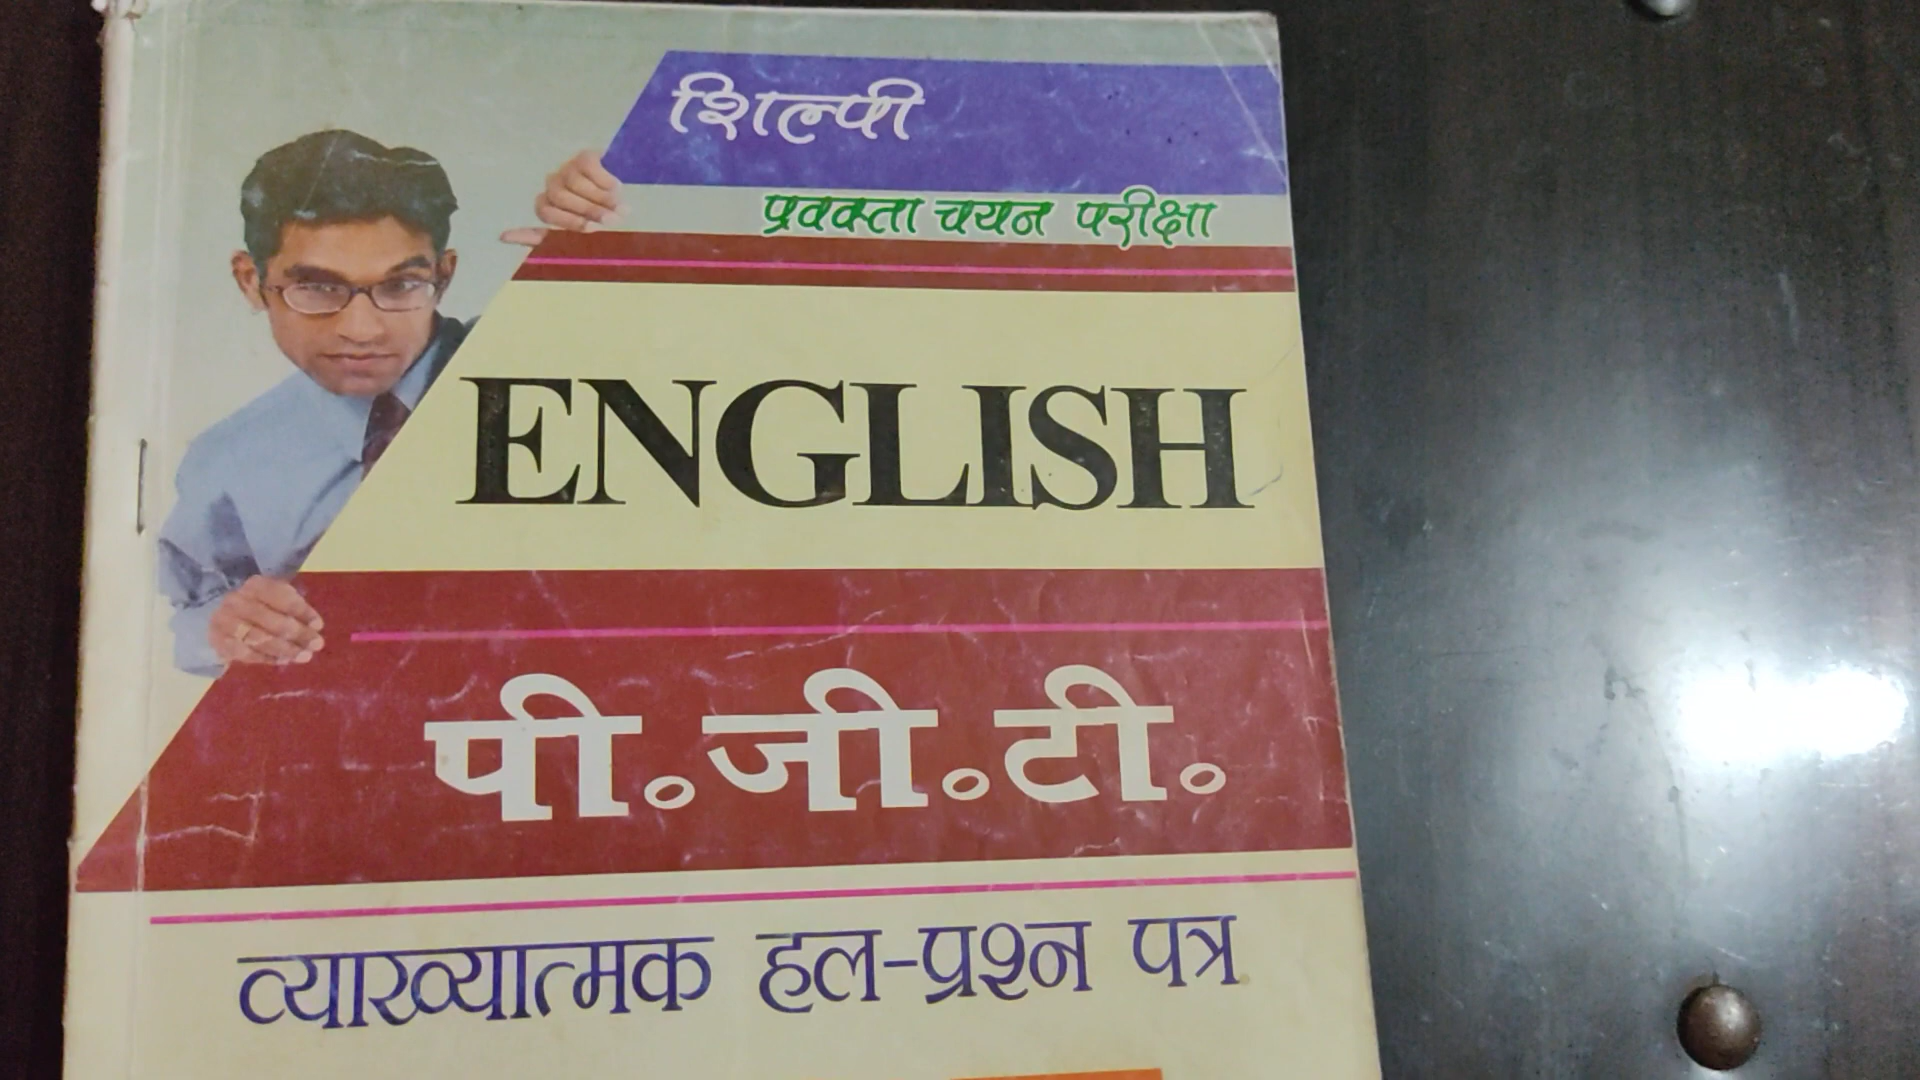 शिल्पी
प्रवक्ता चयन परीक्षा
ENGLISH
पी॰जी॰टी॰
व्याख्यात्मक हल-प्रश्न पत्र